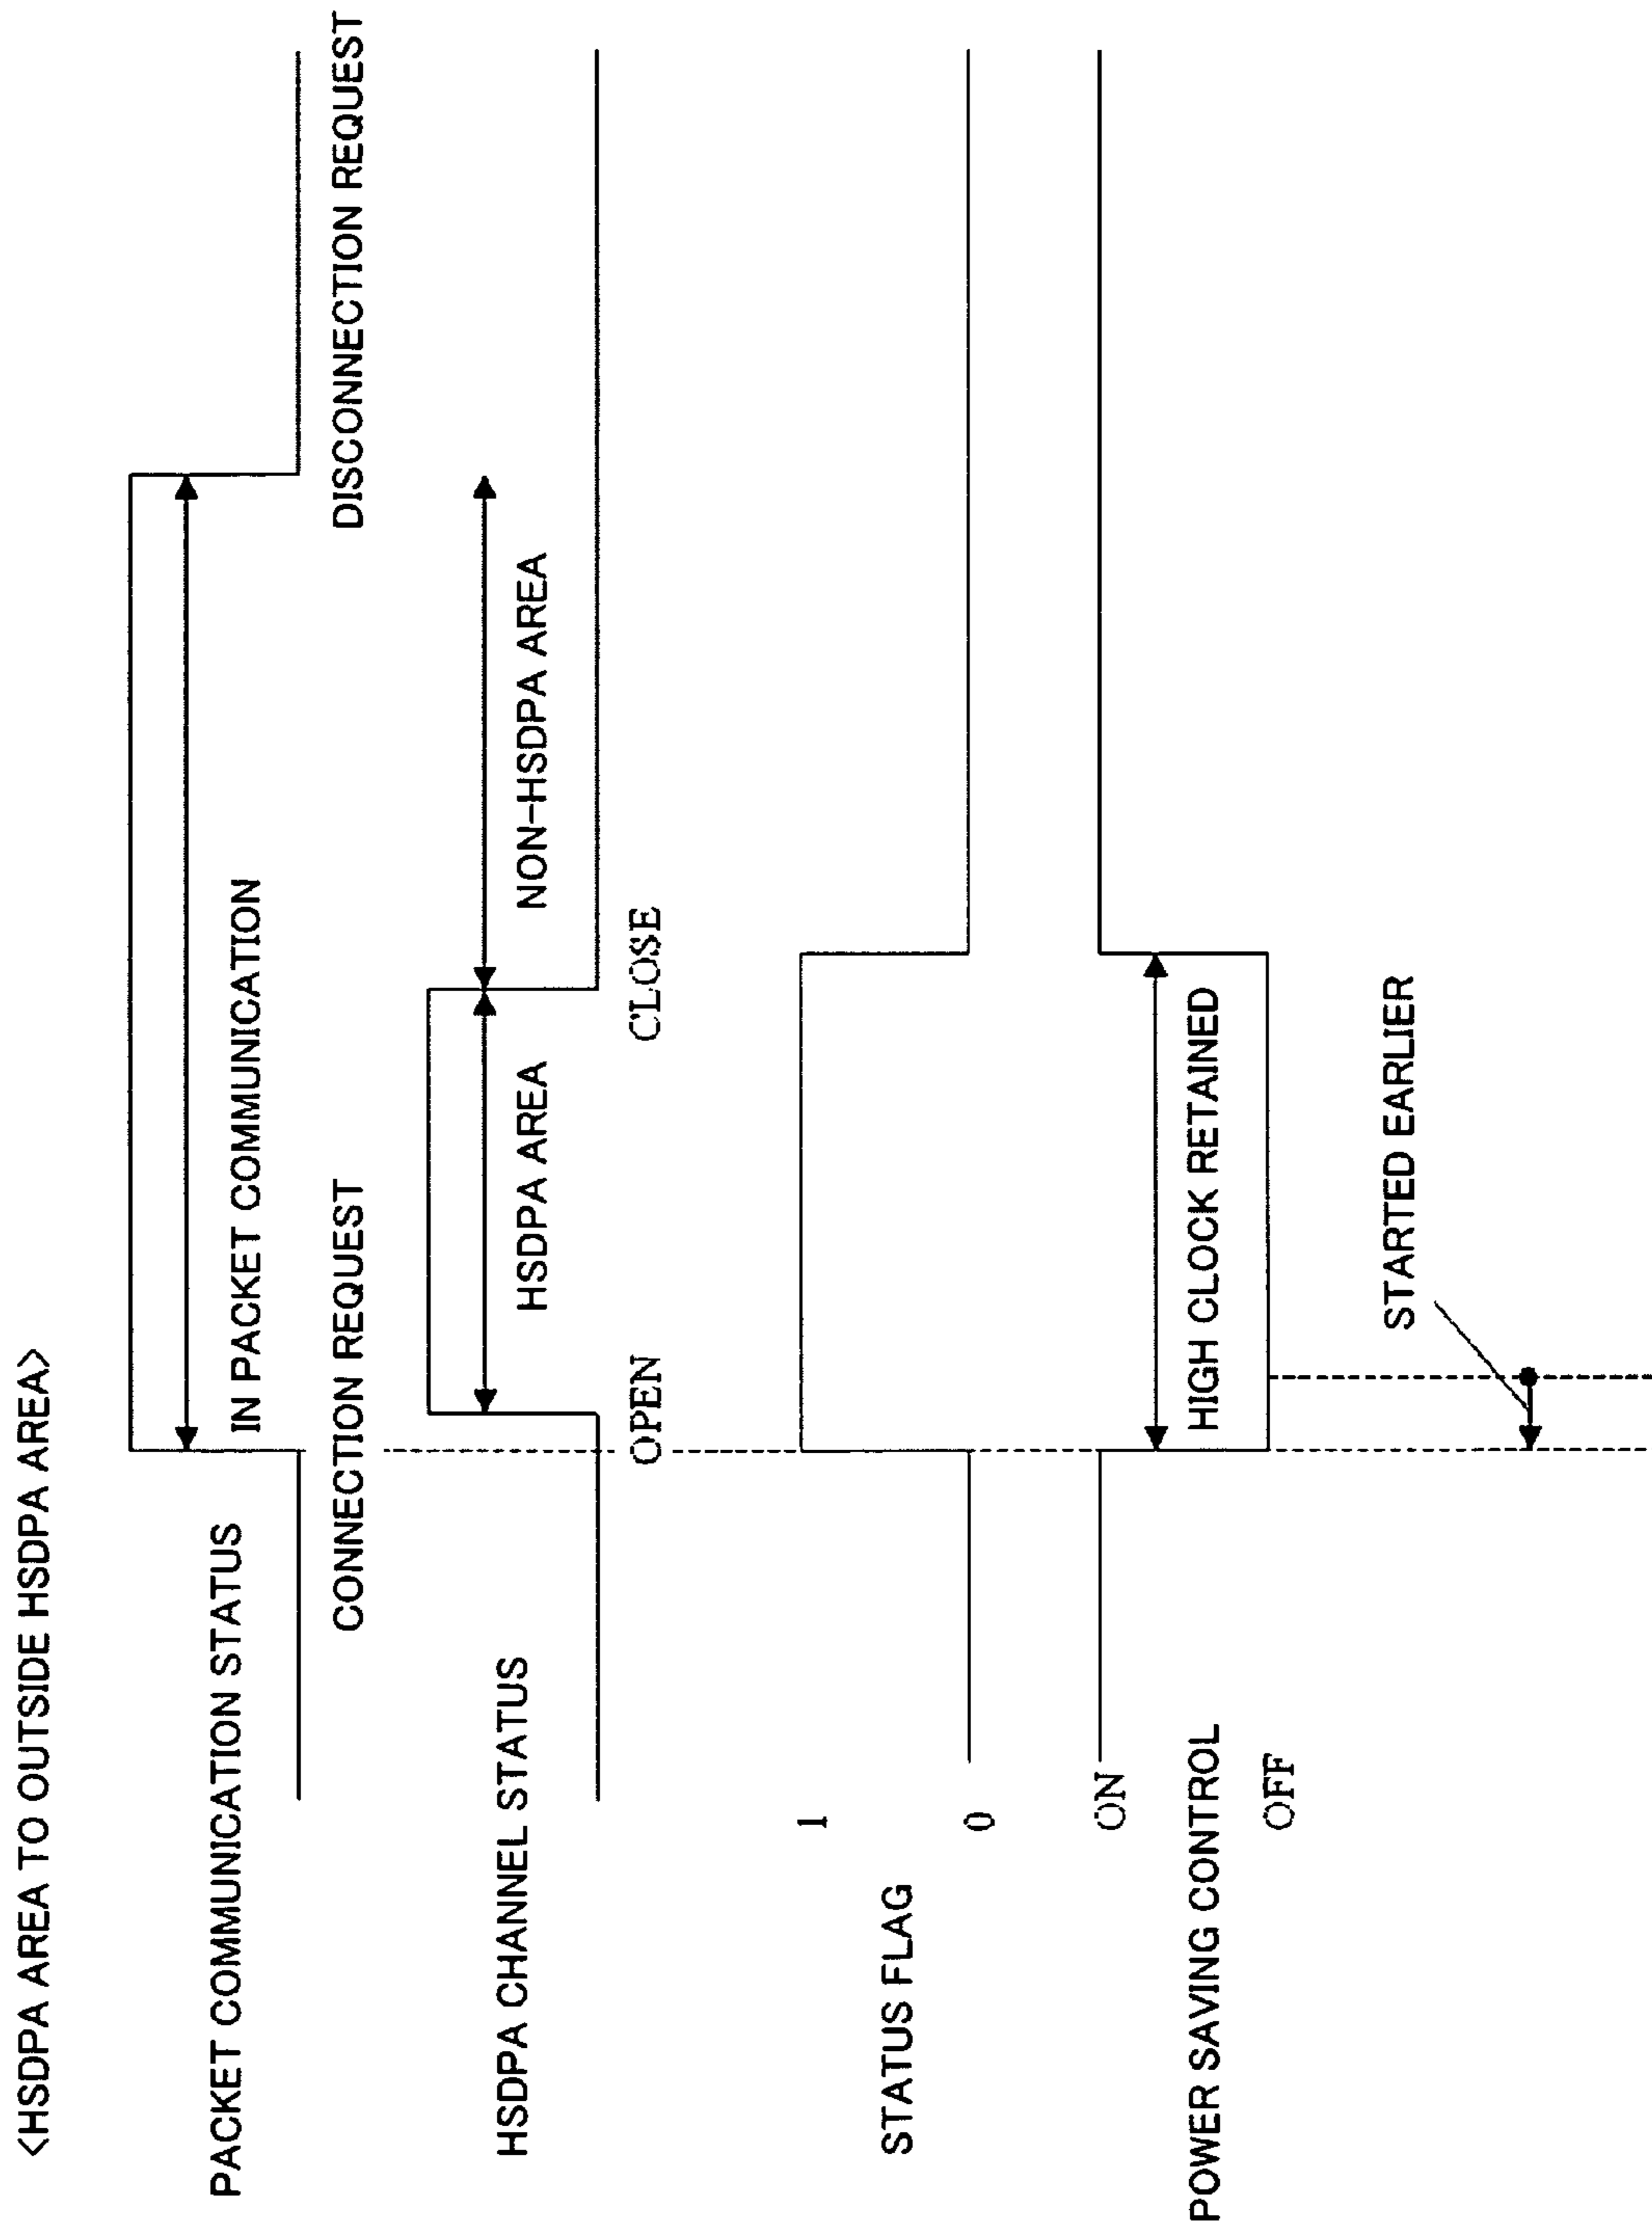 <HSDPA AREA TO OUTSIDE HSDPA AREA>
PACKET COMMUNICATION STATUS
IN PACKET COMMUNICATION
CONNECTION REQUEST
DISCONNECTION REQUEST
HSDPA CHANNEL STATUS
HSDPA AREA
NON-HSDPA AREA
OPEN
CLOSE
STATUS FLAG
1
0
POWER SAVING CONTROL
ON
OFF
HIGH CLOCK RETAINED
STARTED EARLIER